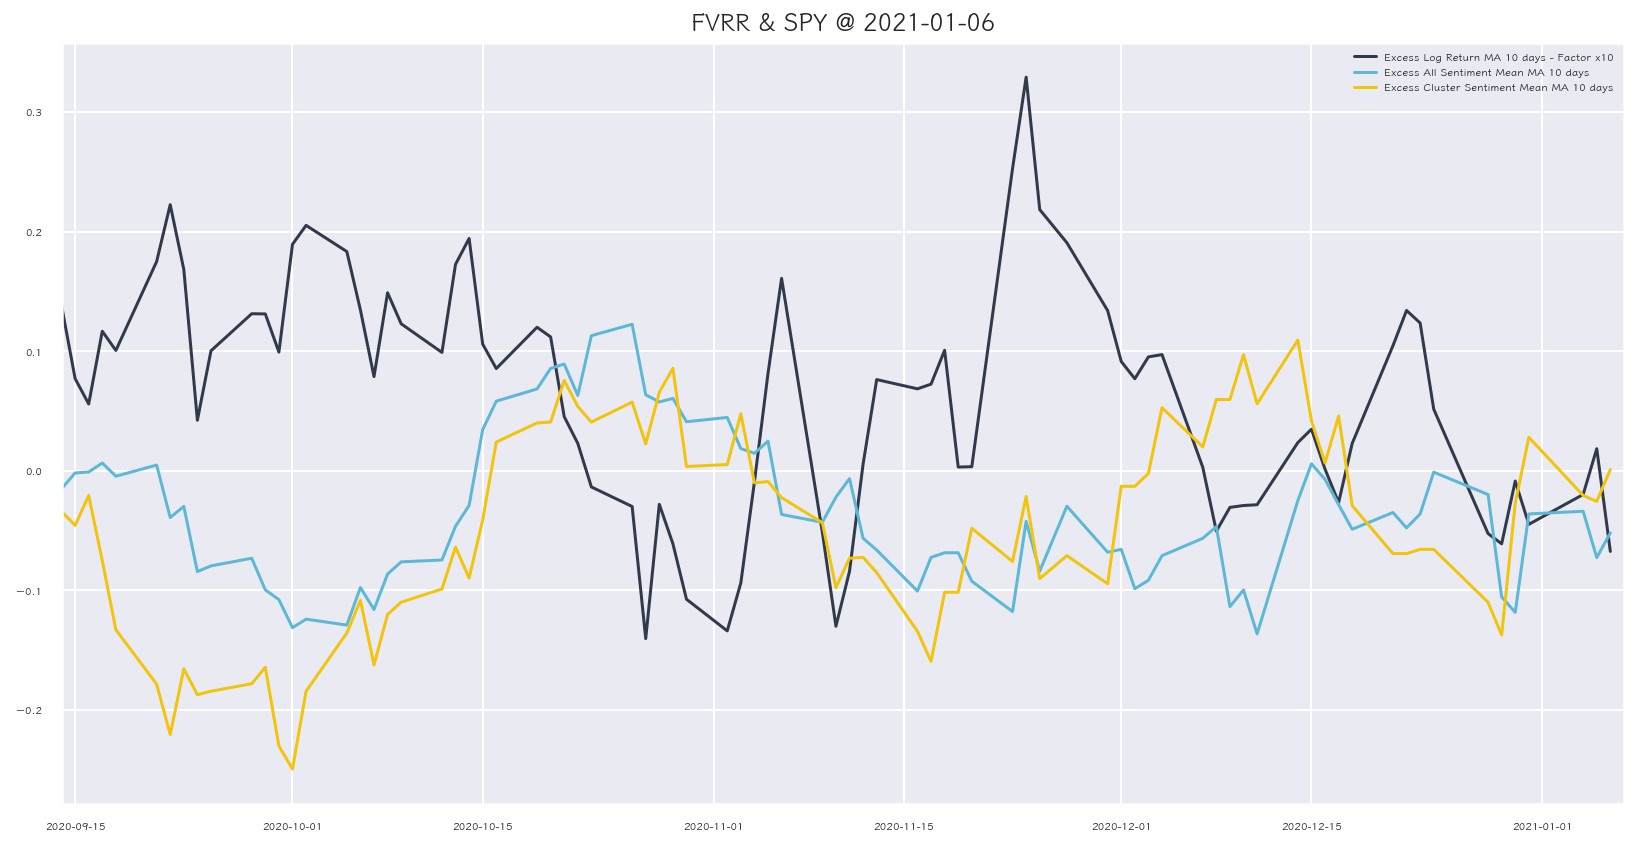 FVRR & SPY @ 2021-01-06
Excess Log Return MA 10 days - Factor x10
Excess All Sentiment Mean MA 10 days
Excess Cluster Sentiment Mean MA 10 days
0.3
0.2
0.1
0.0
−0.1
−0.2
2020-09-15 2020-10-01 2020-10-15 2020-11-01 2020-11-15 2020-12-01 2020-12-15 2021-01-01